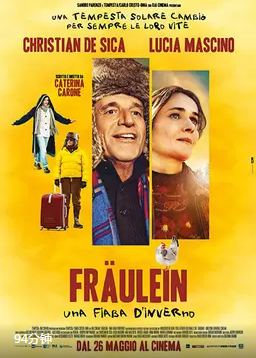 UNA TEMPESTA SOLARE CAMBIÒ
PER SEMPRE LE LORO VITE
CHRISTIAN DE SICA LUCIA MASCINO
SCRITTO E DIRETTO DA
CATERINA
CARONE
FRÄULEIN
UNA FIABA D'INVERNO
94分钟
DAL 26 MAGGIO AL CINEMA